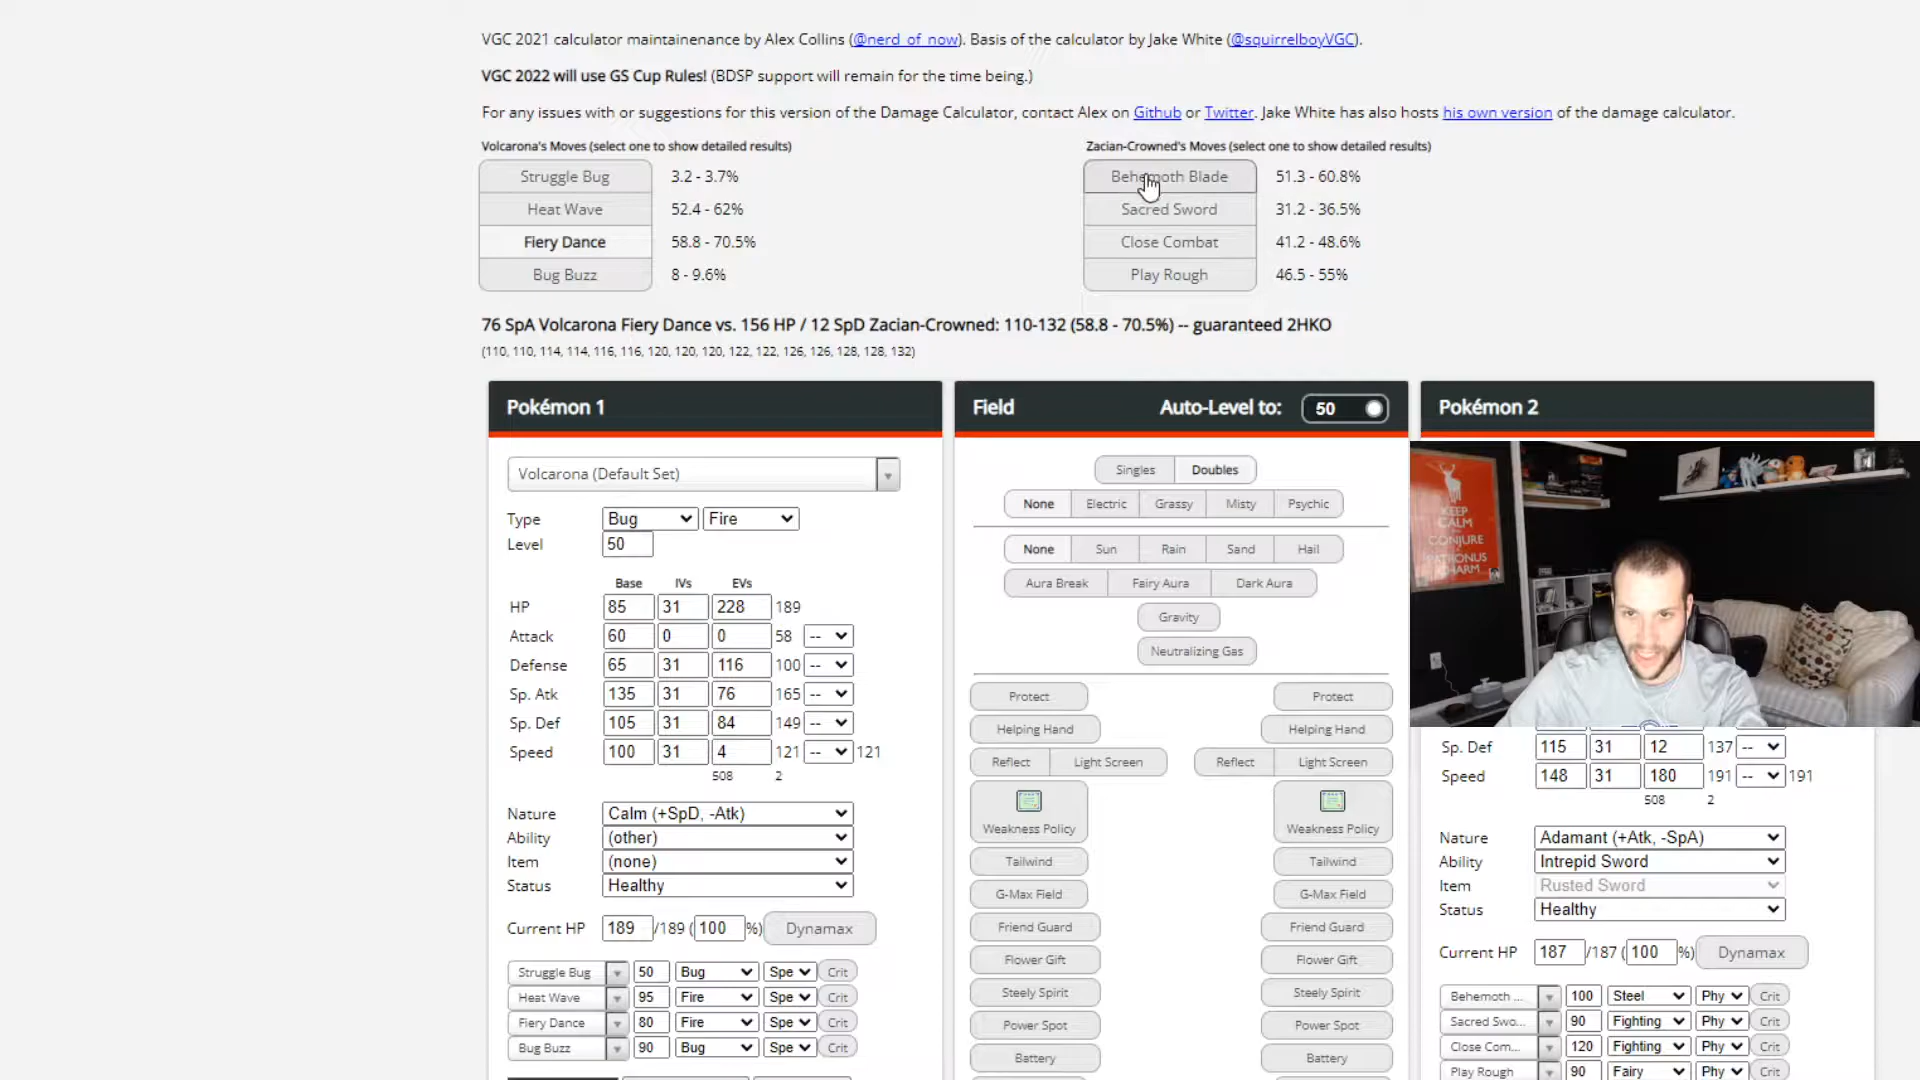 VGC 2021 calculator maintainenance by Alex Collins (@nerd_of_now). Basis of the calculator by Jake White (@squirrelboyVGC).
VGC 2022 will use GS Cup Rules! (BDSP support will remain for the time being.)
For any issues with or suggestions for this version of the Damage Calculator, contact Alex on Github or Twitter. Jake White has also hosts his own version of the damage calculator.
Volcarona's Moves (select one to show detailed results)
Struggle Bug 3.2 - 3.7%
Heat Wave 52.4 - 62%
Fiery Dance 58.8 - 70.5%
Bug Buzz 8 - 9.6%
Zacian-Crowned's Moves (select one to show detailed results)
Behemoth Blade 51.3 - 60.8%
Sacred Sword 31.2 - 36.5%
Close Combat 41.2 - 48.6%
Play Rough 46.5 - 55%
76 SpA Volcarona Fiery Dance vs. 156 HP / 12 SpD Zacian-Crowned: 110-132 (58.8 - 70.5%) -- guaranteed 2HKO
(110, 110, 114, 114, 116, 116, 120, 120, 120, 122, 122, 126, 126, 128, 128, 132)
Pokémon 1
Volcarona (Default Set)
Type Bug Fire
Level 50
Base IVs EVs
HP 85 31 228 189
Attack 60 0 0 58 --
Defense 65 31 116 100 --
Sp. Atk 135 31 76 165 --
Sp. Def 105 31 84 149 --
Speed 100 31 4 121 -- 121
508 2
Nature Calm (+SpD, -Atk)
Ability (other)
Item (none)
Status Healthy
Current HP 189 /189 ( 100 %) Dynamax
Struggle Bug 50 Bug Spe Crit
Heat Wave 95 Fire Spe Crit
Fiery Dance 80 Fire Spe Crit
Bug Buzz 90 Bug Spe Crit
Field Auto-Level to: 50
Singles Doubles
None Electric Grassy Misty Psychic
None Sun Rain Sand Hail
Aura Break Fairy Aura Dark Aura
Gravity
Neutralizing Gas
Protect Protect
Helping Hand Helping Hand
Reflect Light Screen Reflect Light Screen
Weakness Policy Weakness Policy
Tailwind Tailwind
G-Max Field G-Max Field
Friend Guard Friend Guard
Flower Gift Flower Gift
Steely Spirit Steely Spirit
Power Spot Power Spot
Battery Battery
Pokémon 2
KEEP
CALM
CONJURE
PATRONUS
CHARM
Sp. Def 115 31 12 137 --
Speed 148 31 180 191 -- 191
508 2
Nature Adamant (+Atk, -SpA)
Ability Intrepid Sword
Item Rusted Sword
Status Healthy
Current HP 187 /187 ( 100 %) Dynamax
Behemoth ... 100 Steel Phy Crit
Sacred Swo... 90 Fighting Phy Crit
Close Com... 120 Fighting Phy Crit
Play Rough 90 Fairy Phy Crit